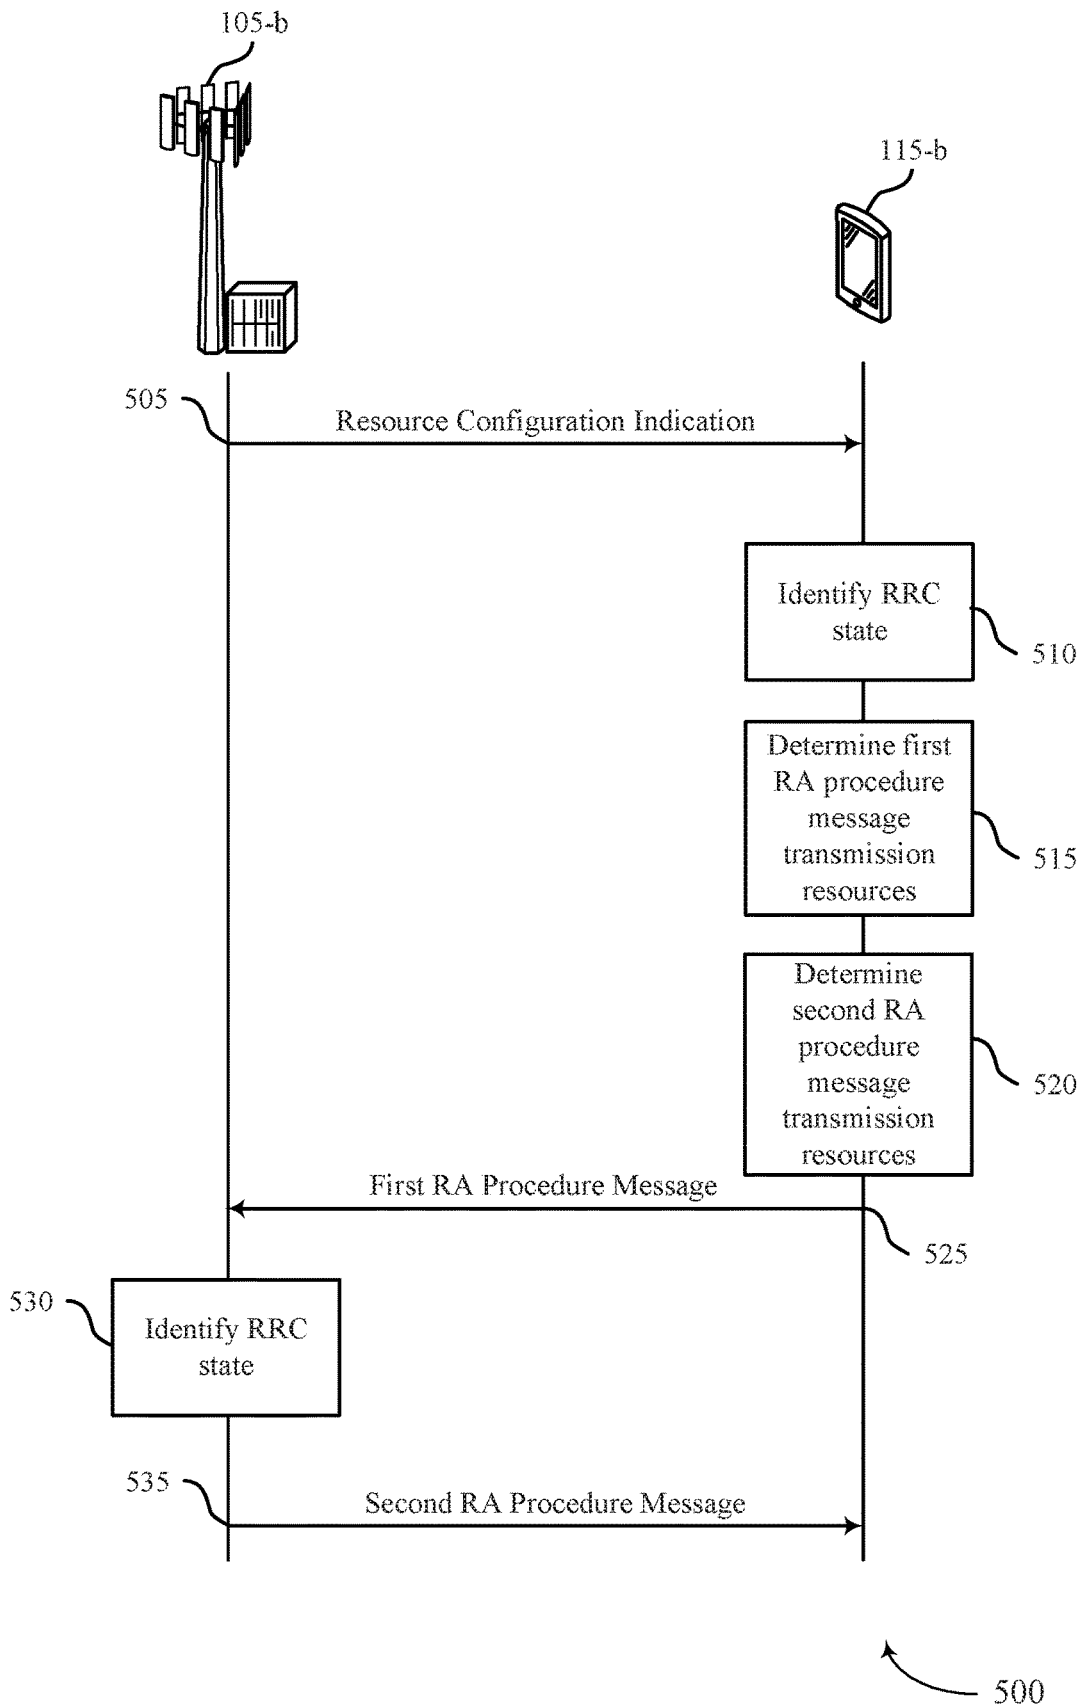 105-b
115-b
505
Resource Configuration Indication
Identify RRC
state
510
Determine first
RA procedure
message
transmission
resources
515
Determine
second RA
procedure
message
transmission
resources
520
First RA Procedure Message
525
530
Identify RRC
state
535
Second RA Procedure Message
500